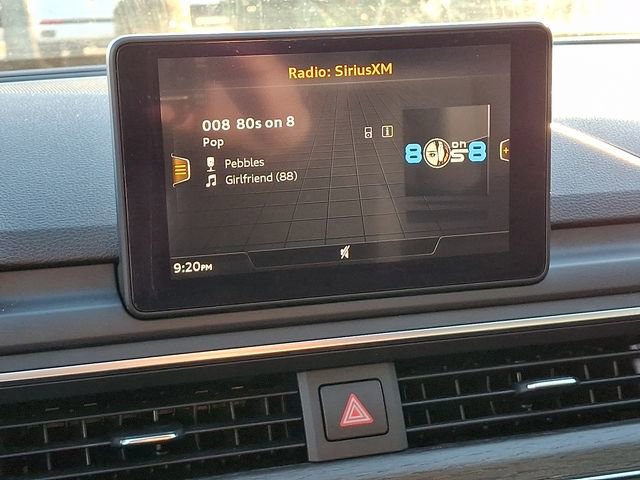 Radio: SiriusXM
008 80s on 8
Pop
Pebbles
Girlfriend (88)
80s on 8
9:20PM